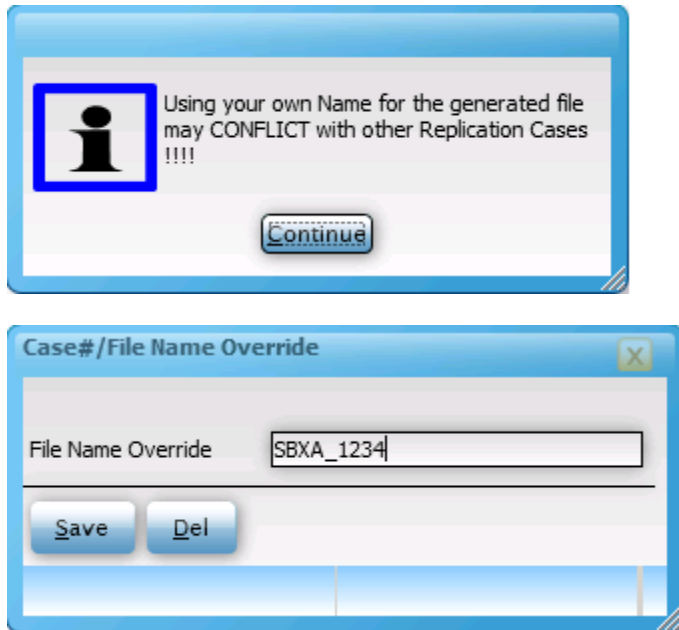 Using your own Name for the generated file
may CONFLICT with other Replication Cases
!!!!
Continue
Case#/File Name Override
File Name Override SBXA_1234
Save Del